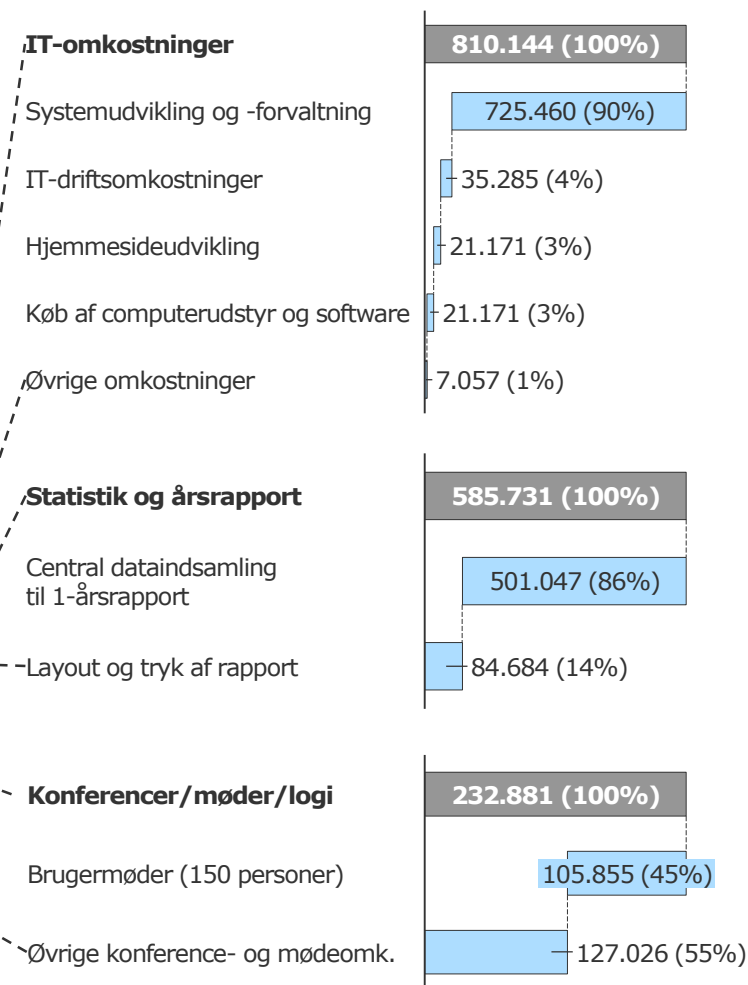 IT-omkostninger 810.144 (100%)
Systemudvikling og -forvaltning 725.460 (90%)
IT-driftsomkostninger 35.285 (4%)
Hjemmesideudvikling 21.171 (3%)
Køb af computerudstyr og software 21.171 (3%)
Øvrige omkostninger 7.057 (1%)
Statistik og årsrapport 585.731 (100%)
Central dataindsamling
til 1-årsrapport 501.047 (86%)
Layout og tryk af rapport 84.684 (14%)
Konferencer/møder/logi 232.881 (100%)
Brugermøder (150 personer) 105.855 (45%)
Øvrige konference- og mødeomk. 127.026 (55%)